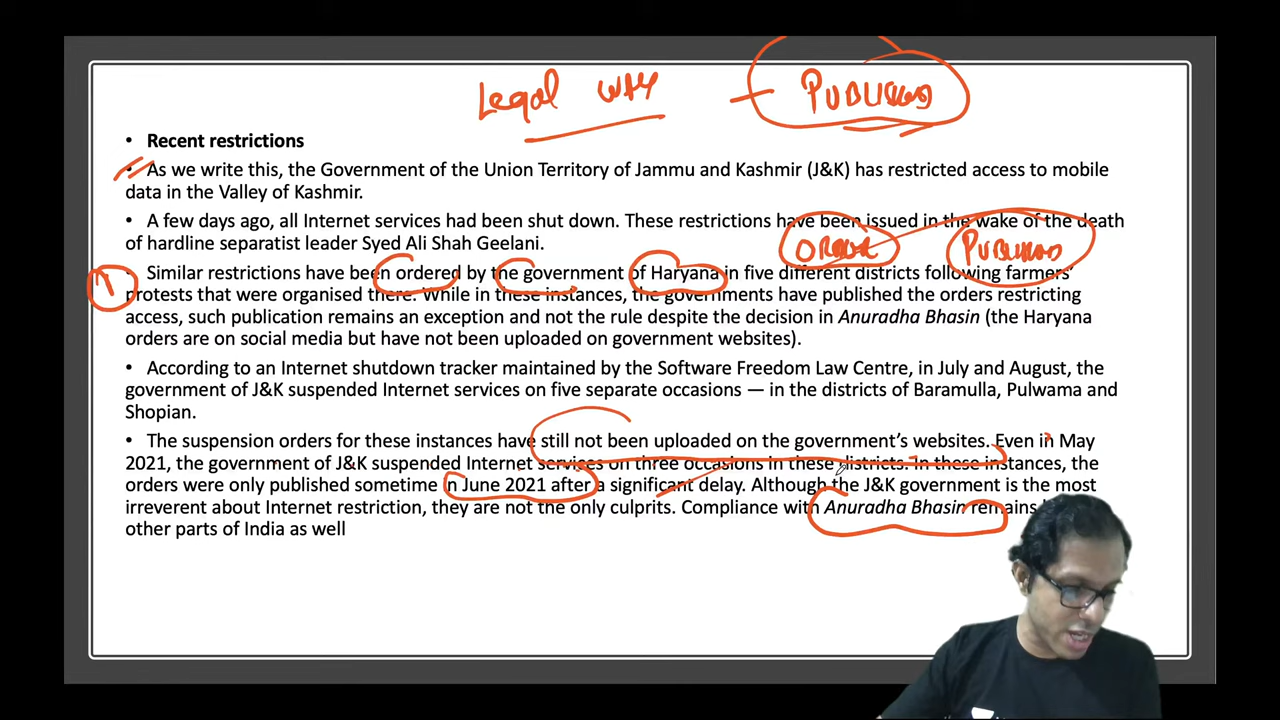 Legal WAY - PUBLISHED
• Recent restrictions
• As we write this, the Government of the Union Territory of Jammu and Kashmir (J&K) has restricted access to mobile
data in the Valley of Kashmir.
• A few days ago, all Internet services had been shut down. These restrictions have been issued in the wake of the death
of hardline separatist leader Syed Ali Shah Geelani.
ORDER PUBLISHED
• Similar restrictions have been ordered by the government of Haryana in five different districts following farmers’
protests that were organised there. While in these instances, the governments have published the orders restricting
access, such publication remains an exception and not the rule despite the decision in Anuradha Bhasin (the Haryana
orders are on social media but have not been uploaded on government websites).
• According to an Internet shutdown tracker maintained by the Software Freedom Law Centre, in July and August, the
government of J&K suspended Internet services on five separate occasions — in the districts of Baramulla, Pulwama and
Shopian.
• The suspension orders for these instances have still not been uploaded on the government’s websites. Even in May
2021, the government of J&K suspended Internet services on three occasions in these districts. In these instances, the
orders were only published sometime in June 2021 after a significant delay. Although the J&K government is the most
irreverent about Internet restriction, they are not the only culprits. Compliance with Anuradha Bhasin remains
other parts of India as well